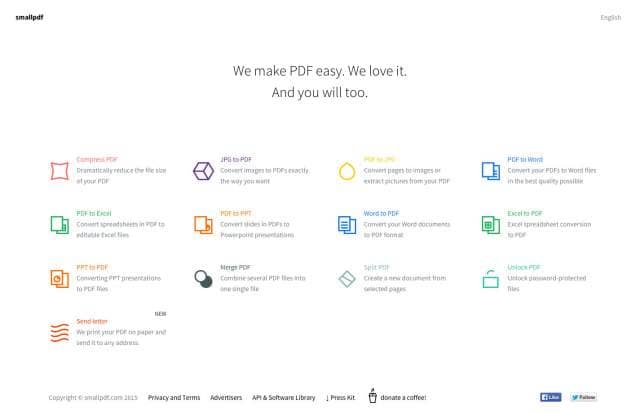 smallpdf
English
We make PDF easy. We love it.
And you will too.
Compress PDF
Dramatically reduce the file size
of your PDF
JPG to PDF
Convert images to PDFs exactly
the way you want
PDF to JPG
Convert pages to images or
extract pictures from your PDF
PDF to Word
Convert your PDFs to Word files
in the best quality possible
PDF to Excel
Convert spreadsheets in PDF to
editable Excel files
PDF to PPT
Convert slides in PDFs to
Powerpoint presentations
Word to PDF
Convert your Word documents
to PDF format
Excel to PDF
Excel spreadsheet conversion
to PDF
PPT to PDF
Converting PPT presentations
to PDF files
Merge PDF
Combine several PDF files into
one single file
Split PDF
Create a new document from
selected pages
Unlock PDF
Unlock password-protected
files
NEW
Send letter
We print your PDF on paper and
send it to any address.
Copyright © smallpdf.com 2015 Privacy and Terms Advertisers API & Software Library ↓ Press Kit donate a coffee! Like Follow